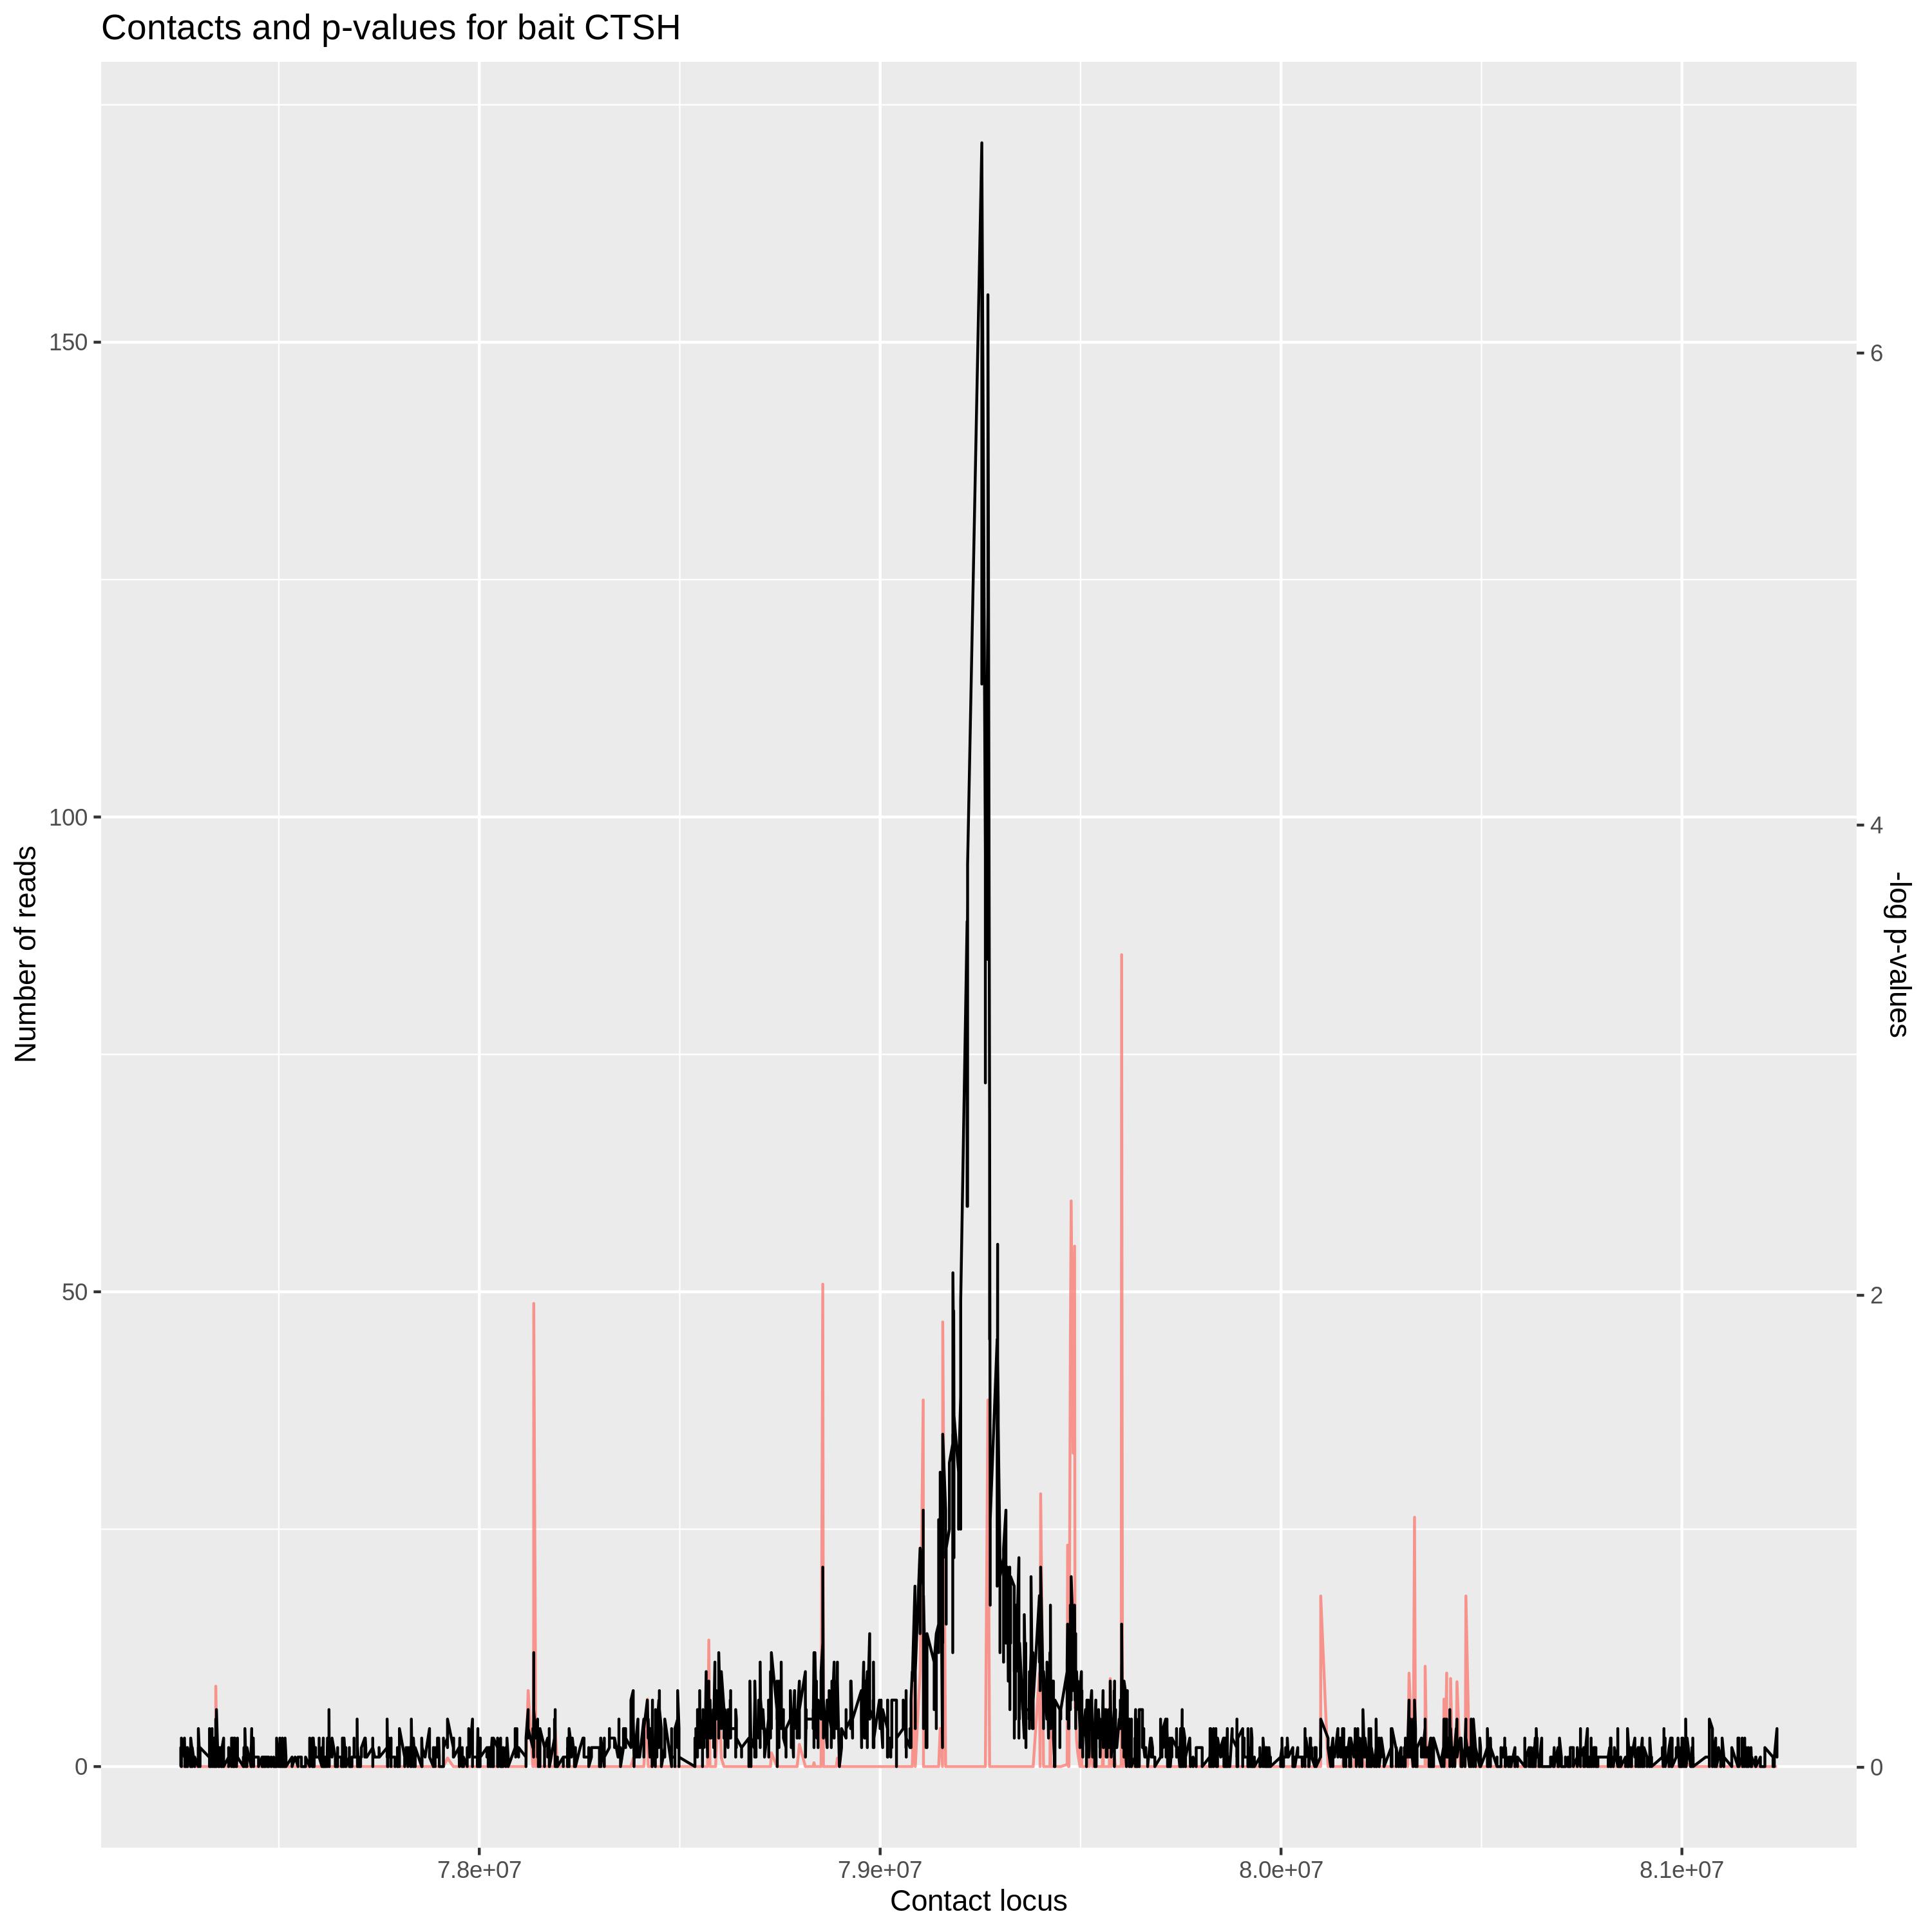 Contacts and p-values for bait CTSH
Number of reads
150
100
50
0
6
4
2
0
-log p-values
7.8e+07
7.9e+07
8.0e+07
8.1e+07
Contact locus